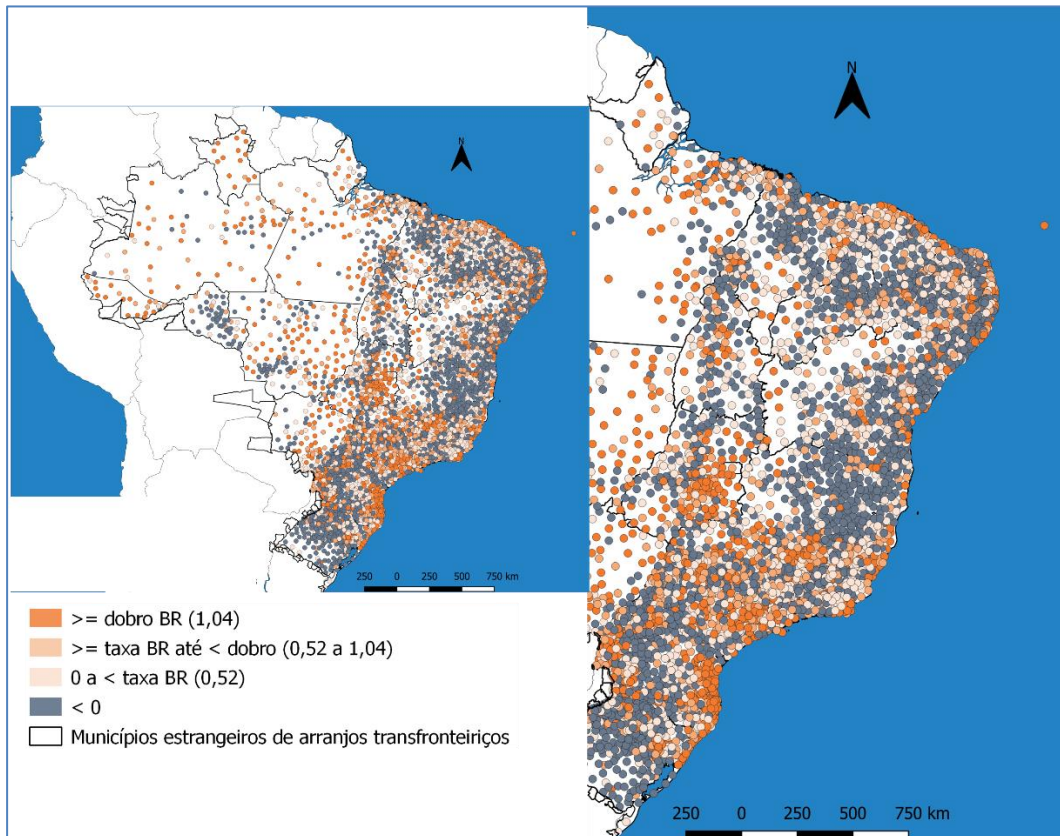 N
N
250 0 250 500 750 km
>= dobro BR (1,04)
>= taxa BR até < dobro (0,52 a 1,04)
0 a < taxa BR (0,52)
< 0
Municípios estrangeiros de arranjos transfronteiriços
250 0 250 500 750 km